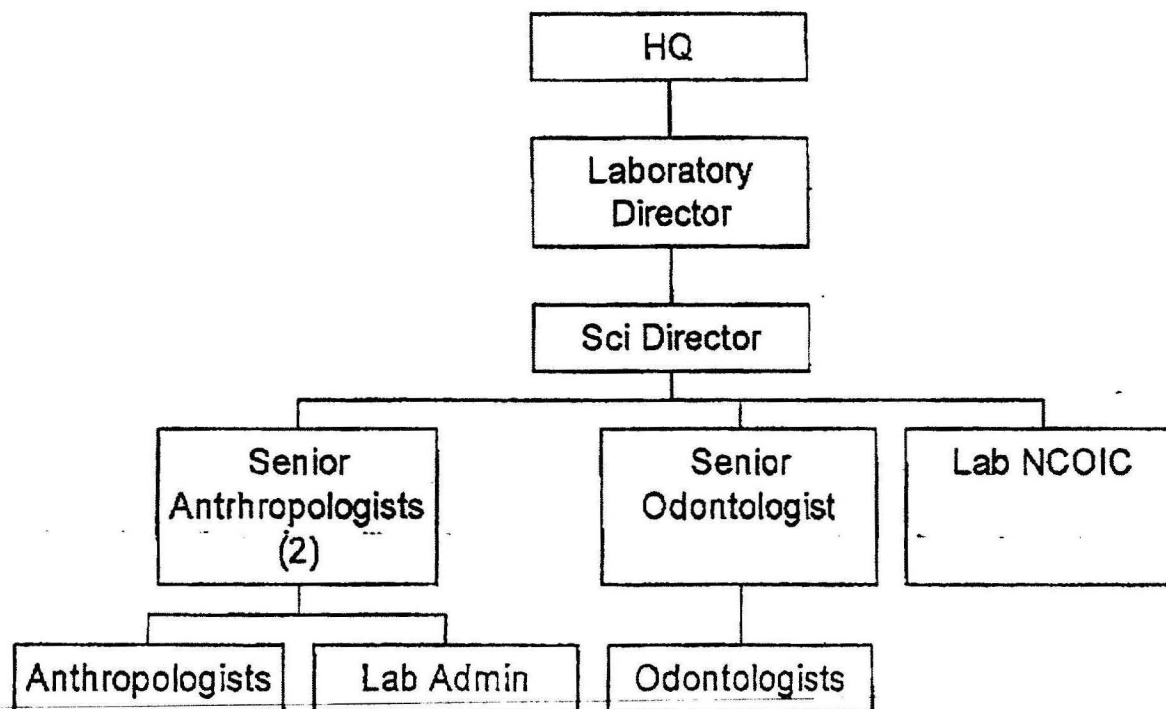 HQ
Laboratory
Director
Sci Director
Senior
Antrhropologists
(2)
Senior
Odontologist
Lab NCOIC
Anthropologists
Lab Admin
Odontologists